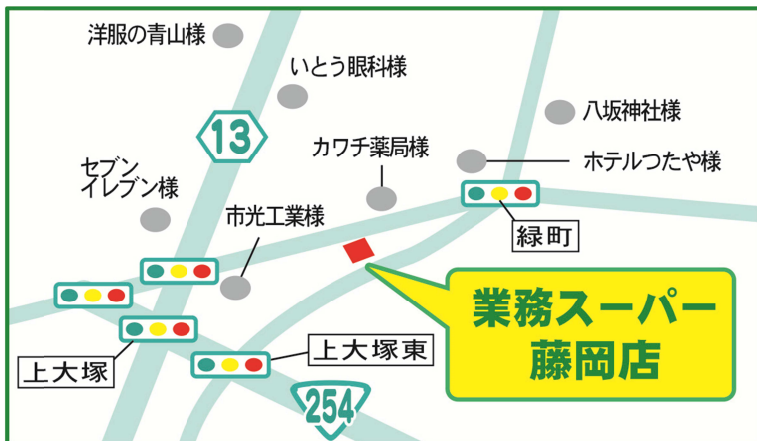 洋服の青山様
いとう眼科様
八坂神社様
13
カワチ薬局様
ホテルつたや様
セブン
イレブン様
市光工業様
緑町
業務スーパー
藤岡店
上大塚東
上大塚
254